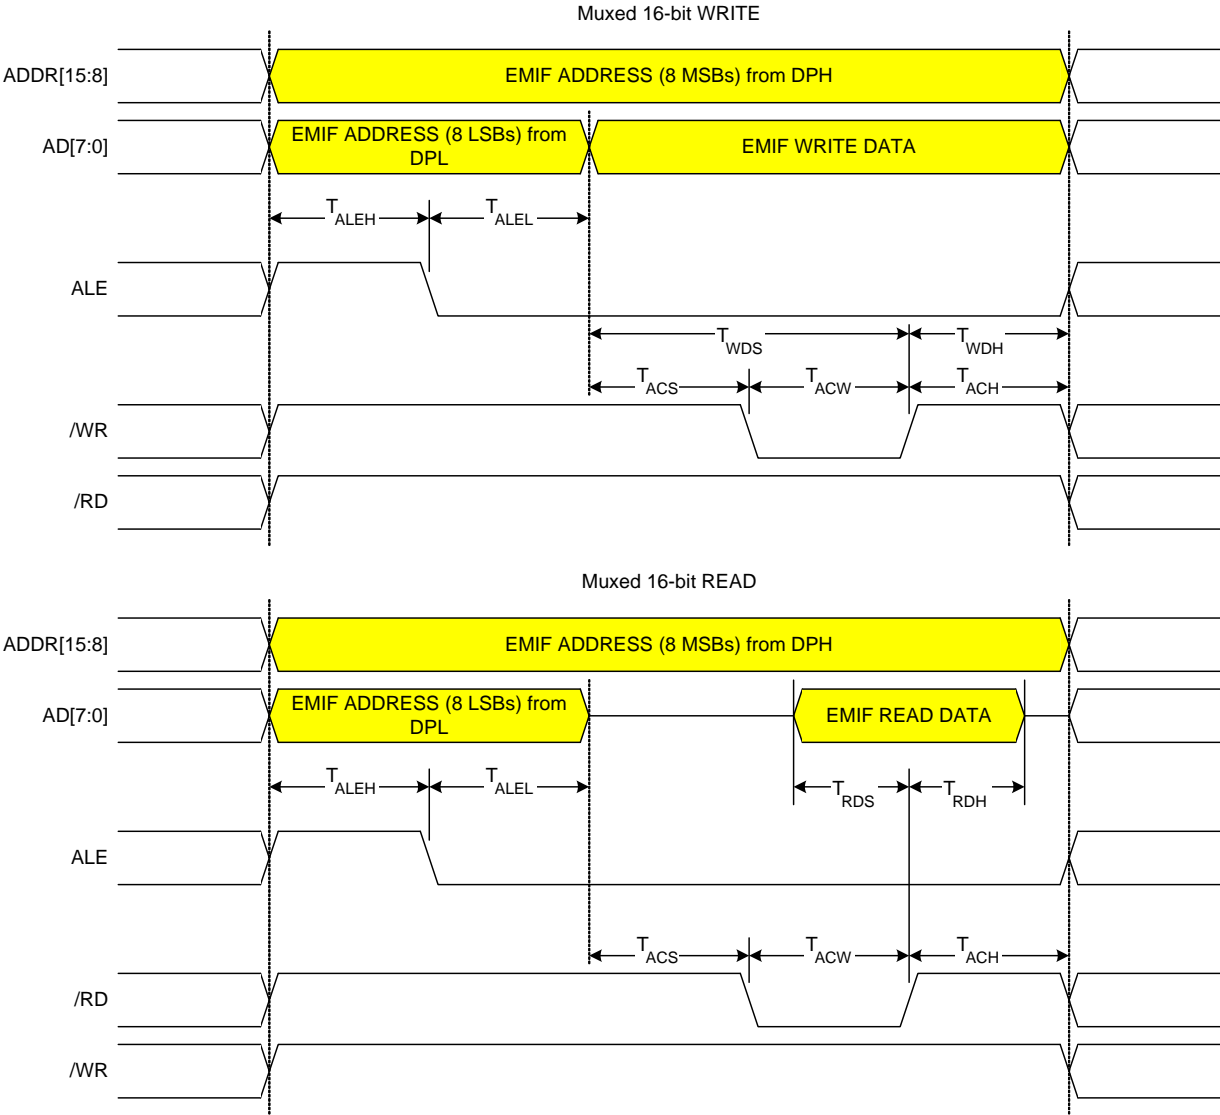 Muxed 16-bit WRITE
ADDR[15:8]
EMIF ADDRESS (8 MSBs) from DPH
AD[7:0]
EMIF ADDRESS (8 LSBs) from
DPL
EMIF WRITE DATA
TALEH
TALEL
ALE
TWDS
TWDH
TACS
TACW
TACH
/WR
/RD
Muxed 16-bit READ
ADDR[15:8]
EMIF ADDRESS (8 MSBs) from DPH
AD[7:0]
EMIF ADDRESS (8 LSBs) from
DPL
EMIF READ DATA
TALEH
TALEL
TRDS
TRDH
ALE
TACS
TACW
TACH
/RD
/WR